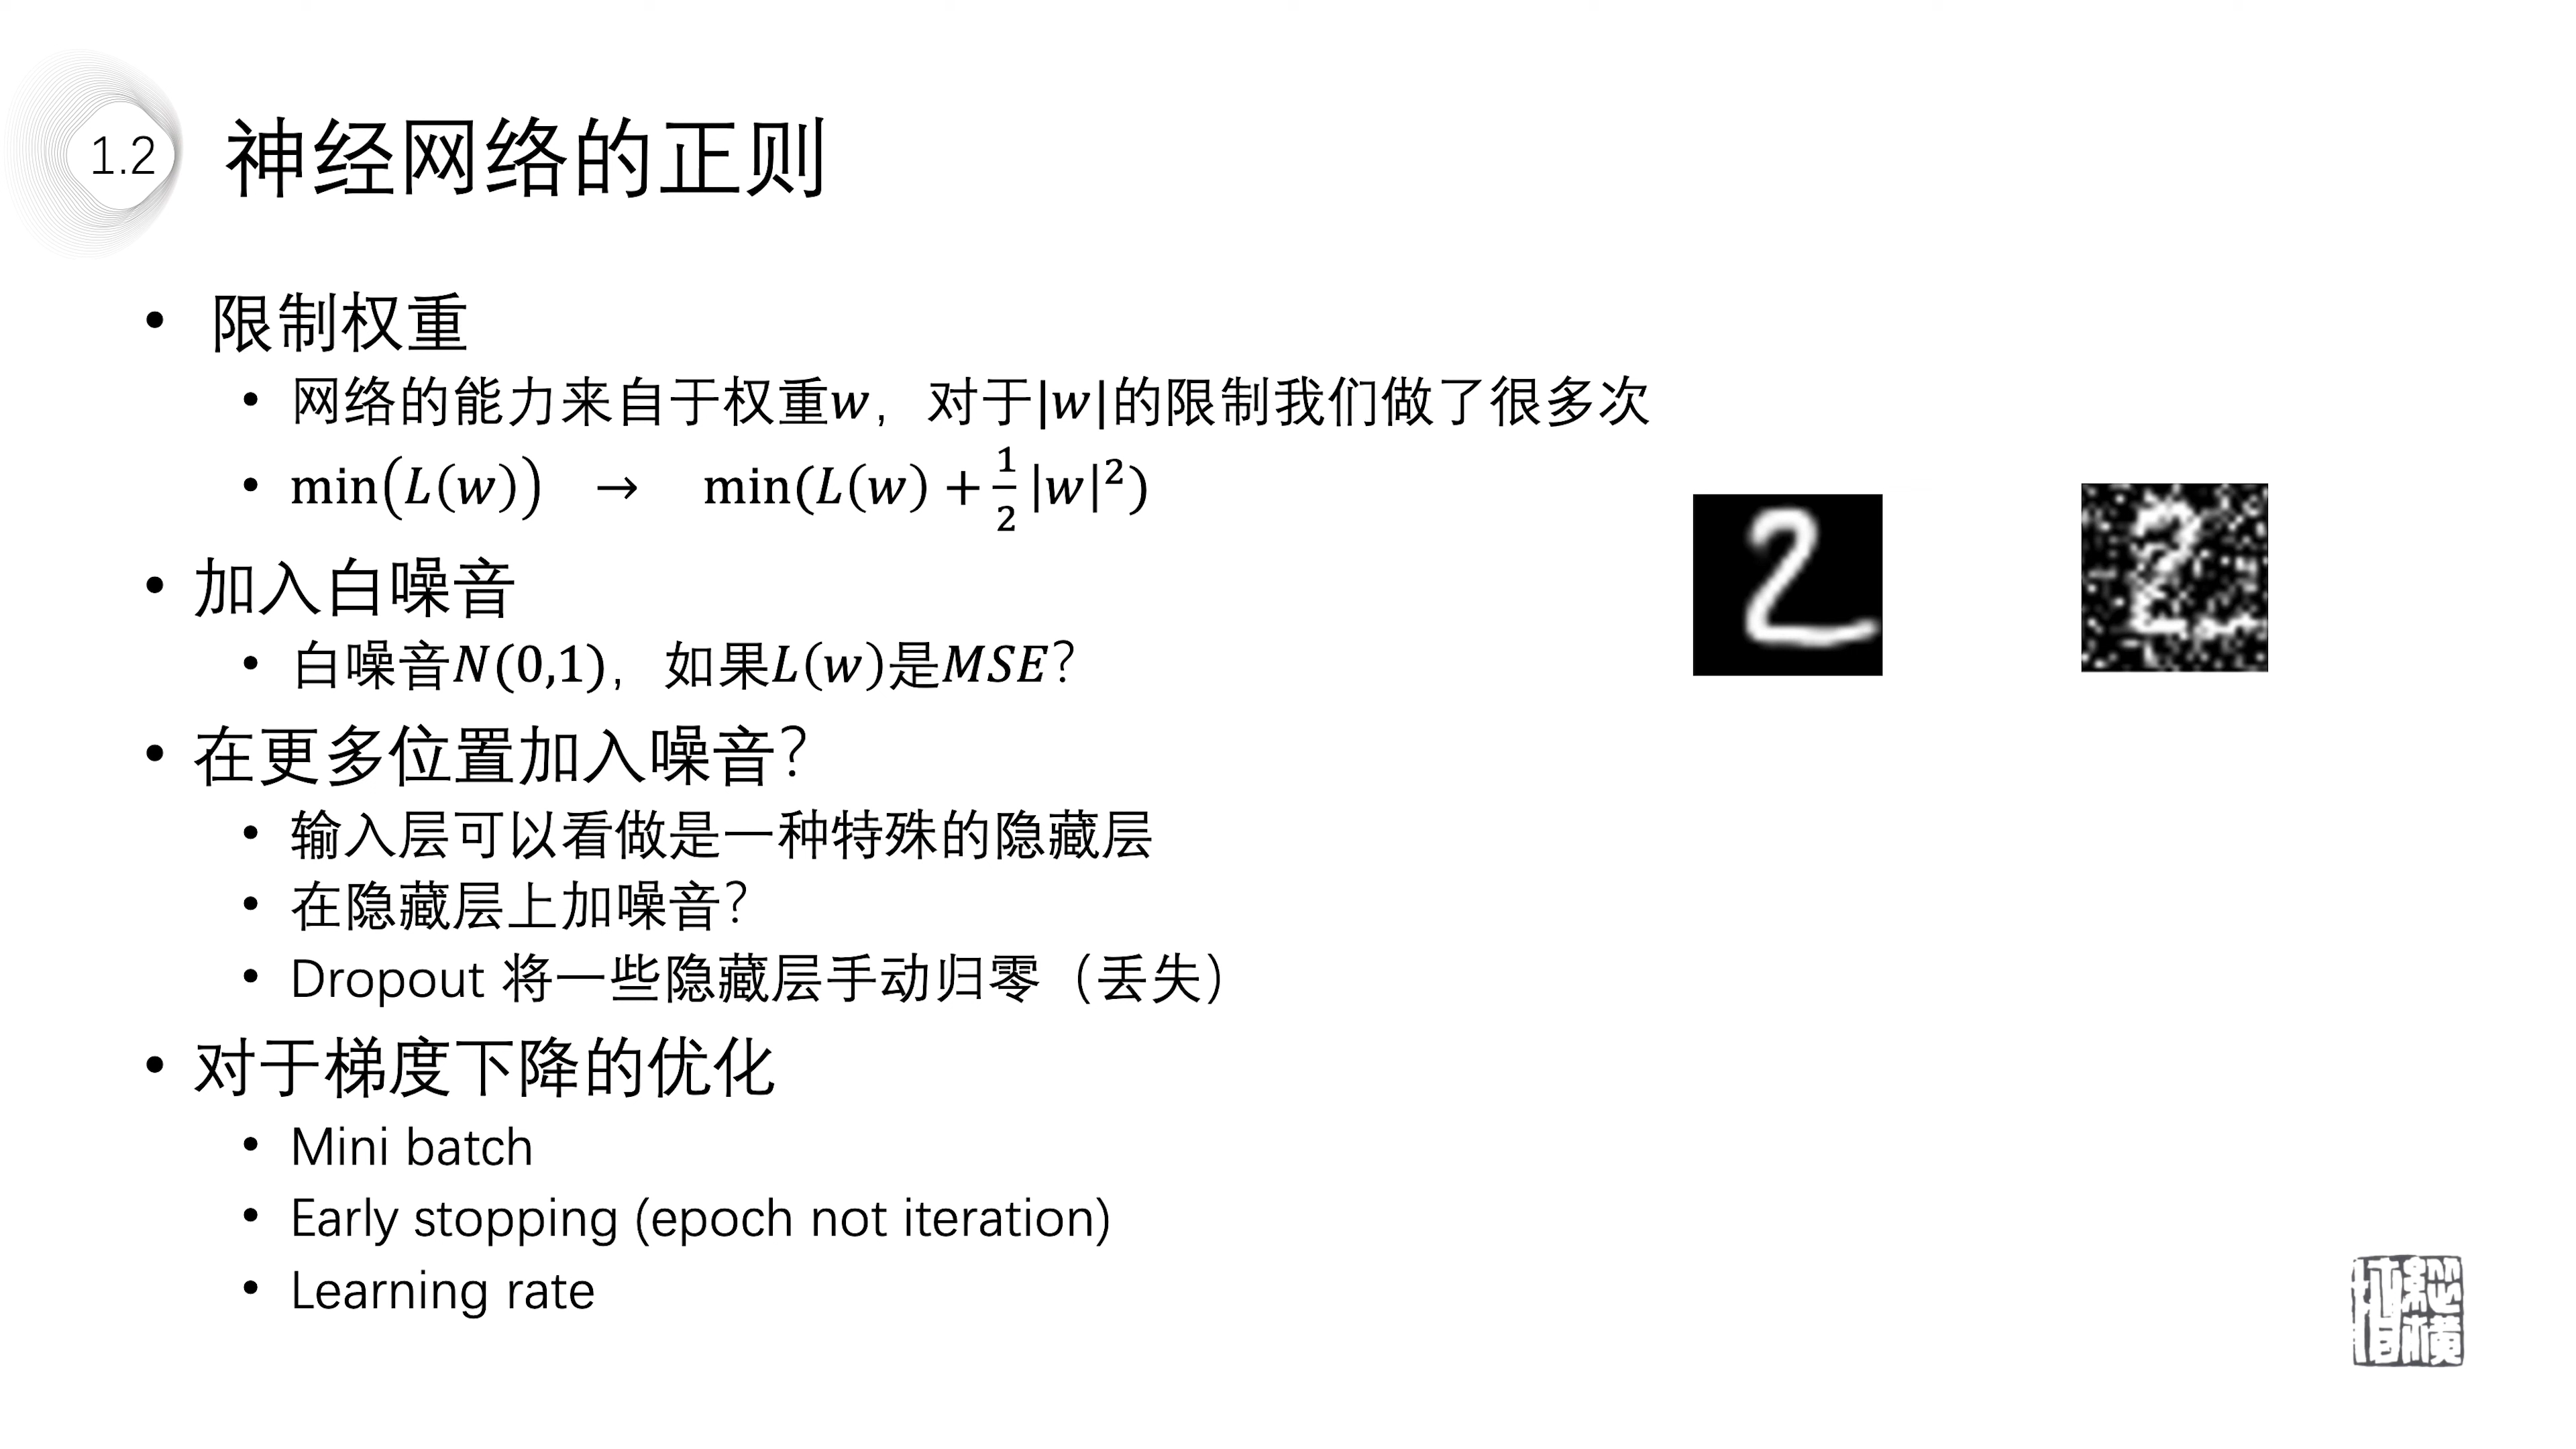 1.2
神经网络的正则
• 限制权重
• 网络的能力来自于权重w，对于|w|的限制我们做了很多次
• min(L(w)) → min(L(w) + \frac{1}{2}|w|²)
• 加入白噪音
• 白噪音N(0,1)，如果L(w)是MSE？
• 在更多位置加入噪音？
• 输入层可以看做是一种特殊的隐藏层
• 在隐藏层上加噪音？
• Dropout 将一些隐藏层手动归零（丢失）
• 对于梯度下降的优化
• Mini batch
• Early stopping (epoch not iteration)
• Learning rate
2
2